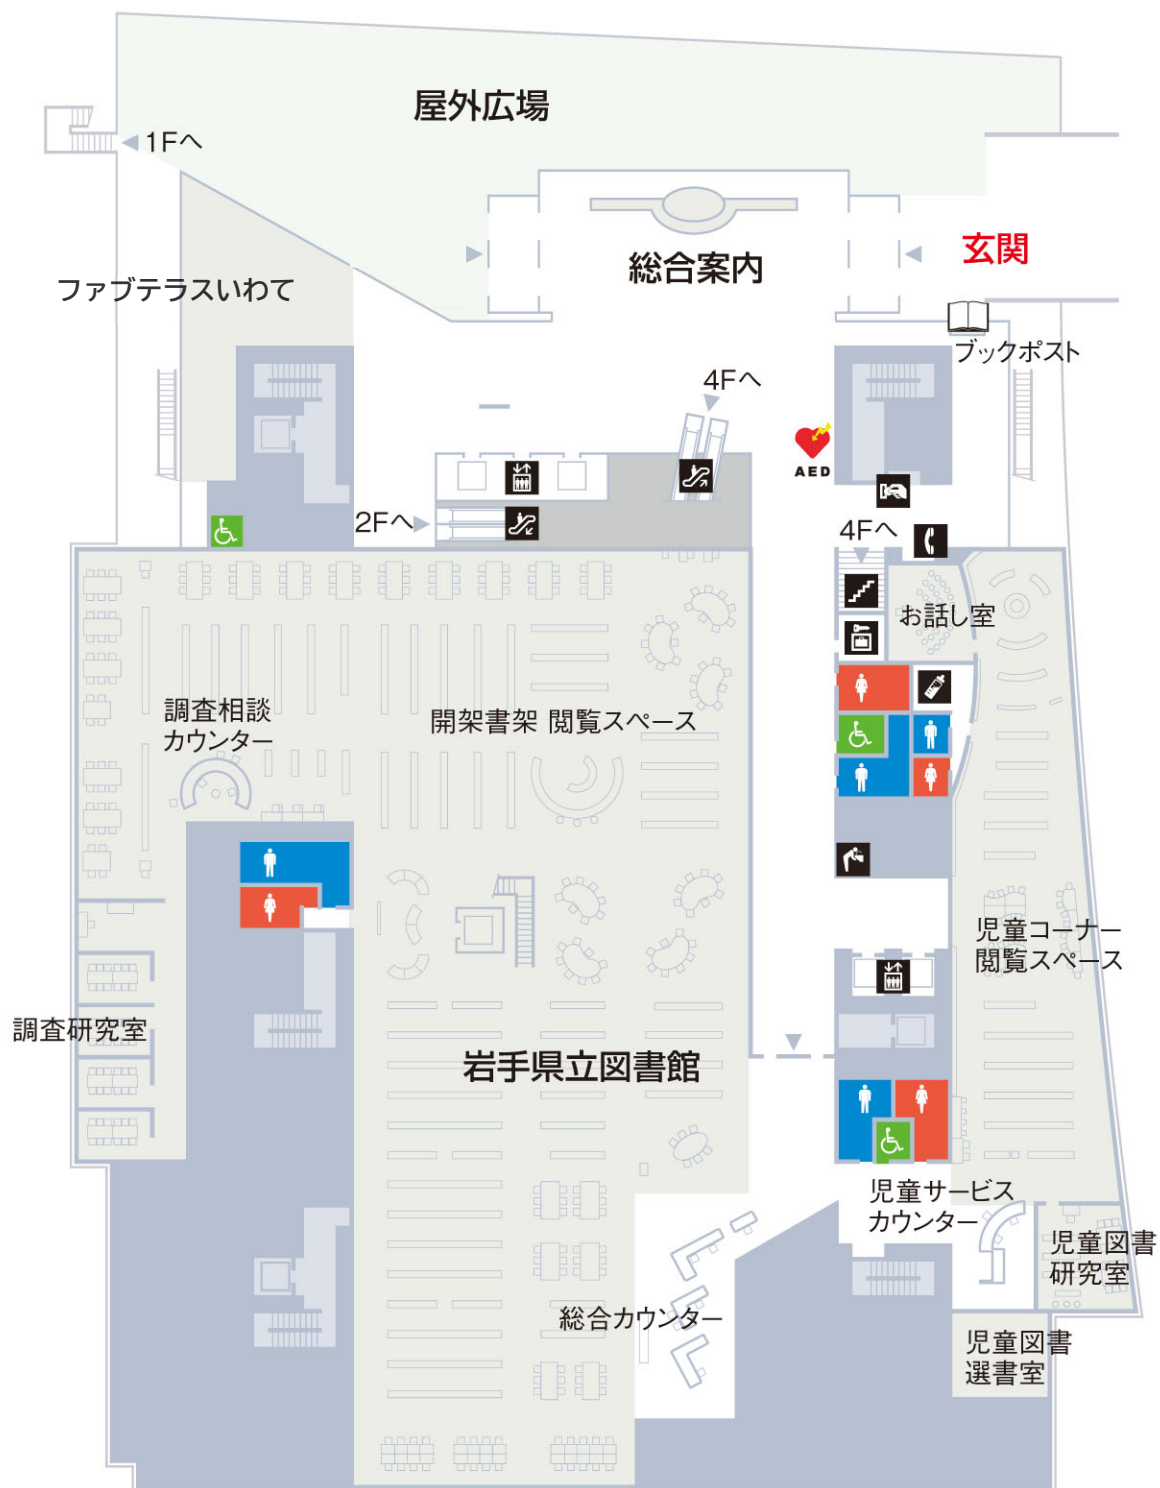 屋外広場
1Fへ
総合案内
玄関
ファブテラスいわて
ブックポスト
4Fへ
AED
2Fへ
4Fへ
お話し室
調査相談
カウンター
開架書架 閲覧スペース
児童コーナー
閲覧スペース
調査研究室
岩手県立図書館
児童サービス
カウンター
児童図書
研究室
総合カウンター
児童図書
選書室